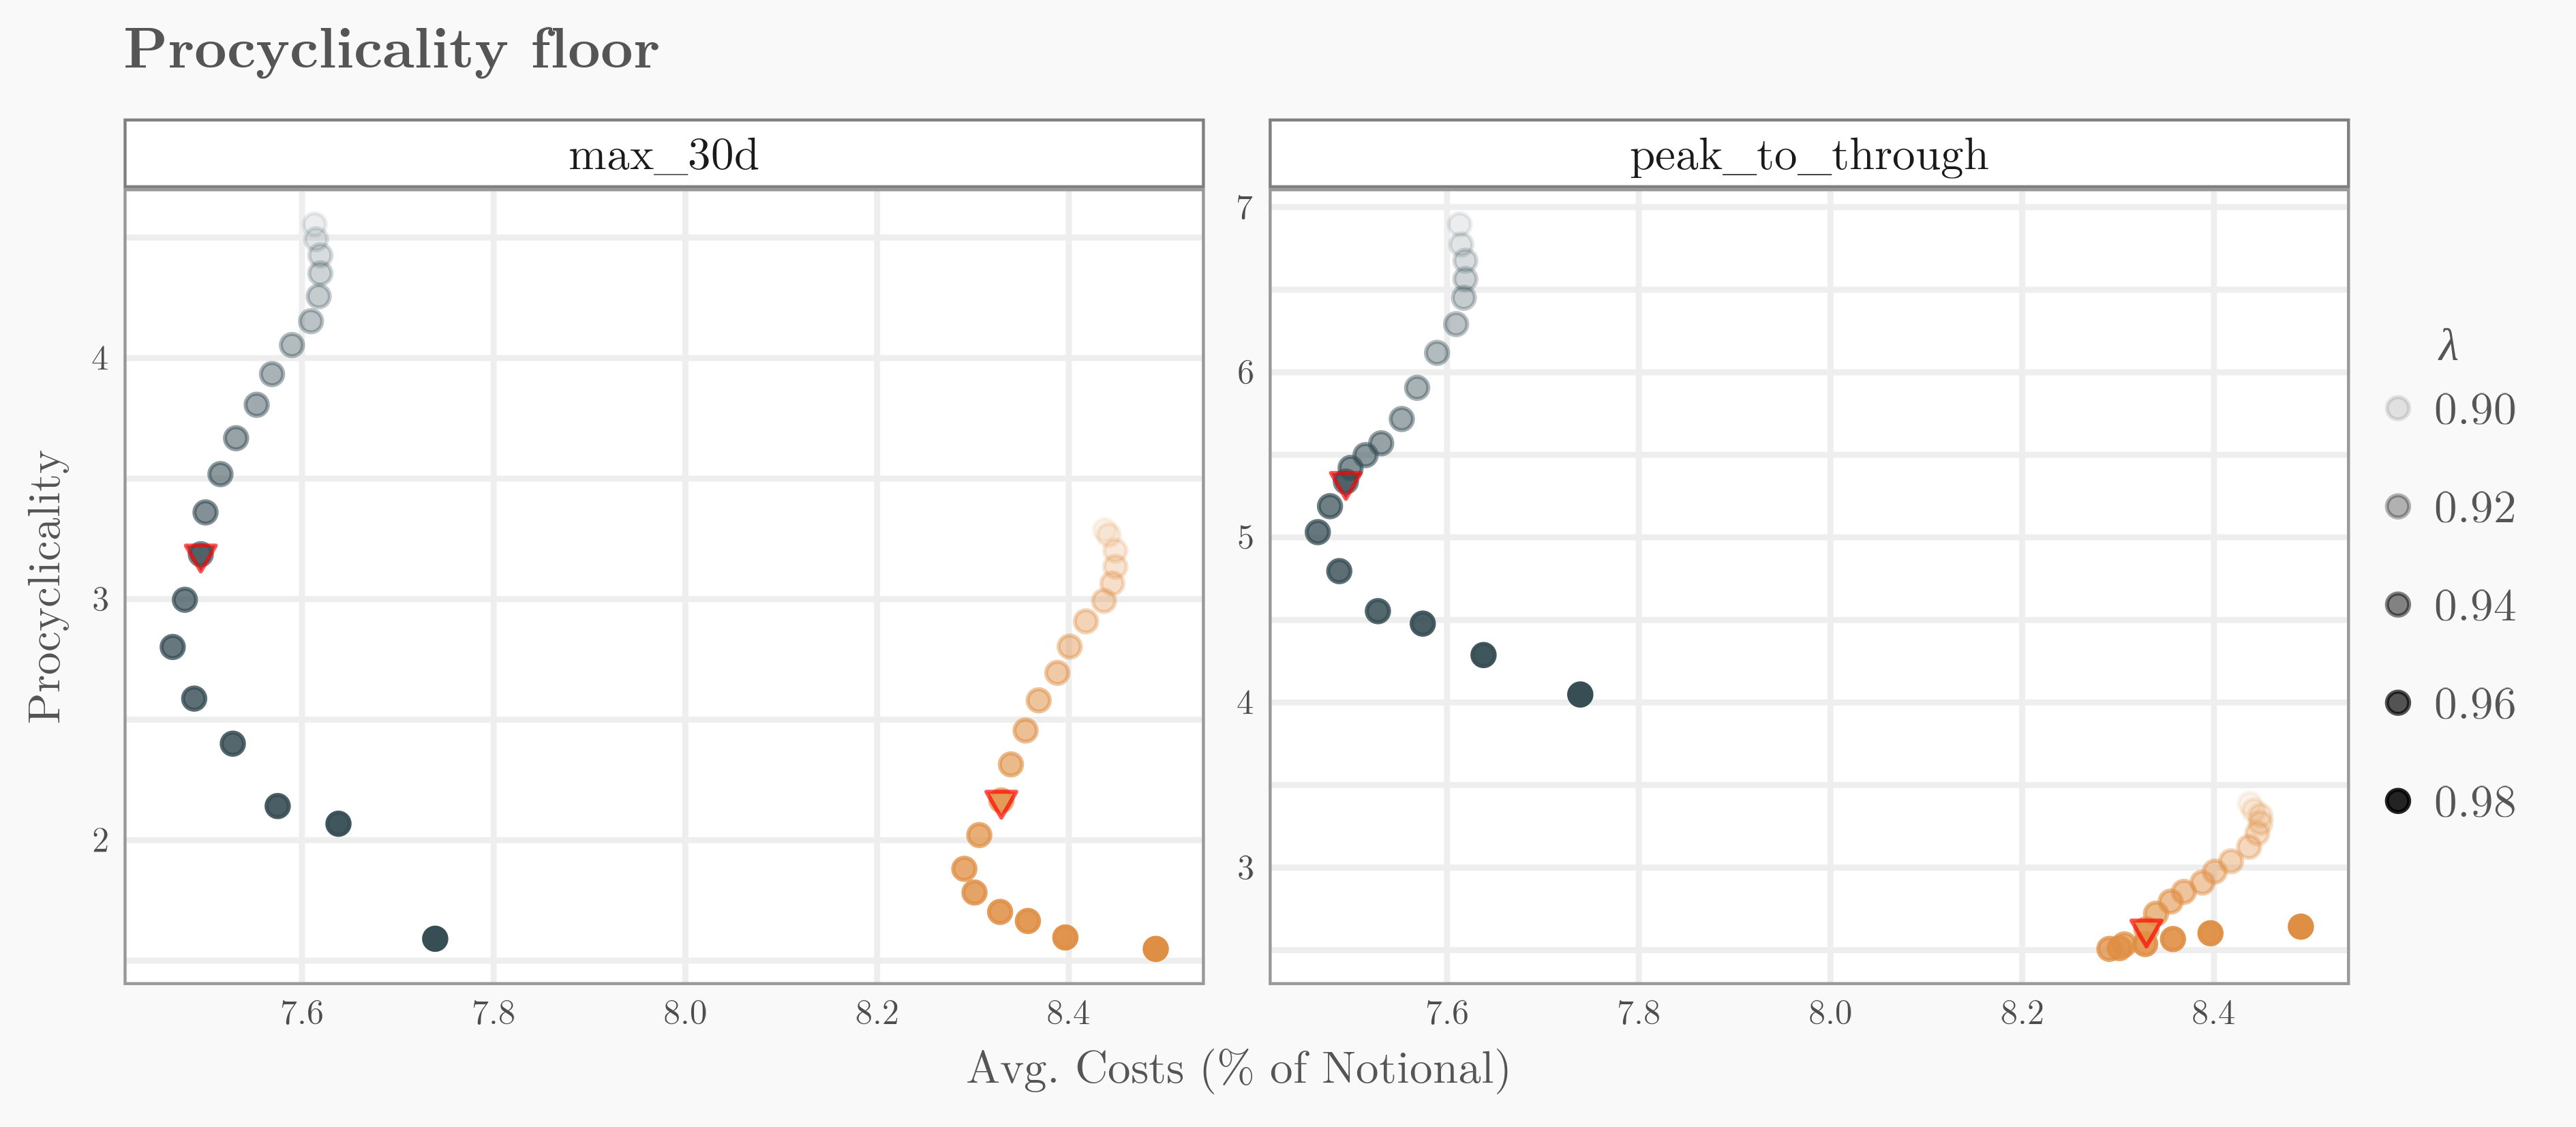 Procyclicality floor
max_30d
peak_to_through
Procyclicality
4
3
2
7
6
5
4
3
7.6 7.8 8.0 8.2 8.4
7.6 7.8 8.0 8.2 8.4
Avg. Costs (% of Notional)
λ
0.90
0.92
0.94
0.96
0.98